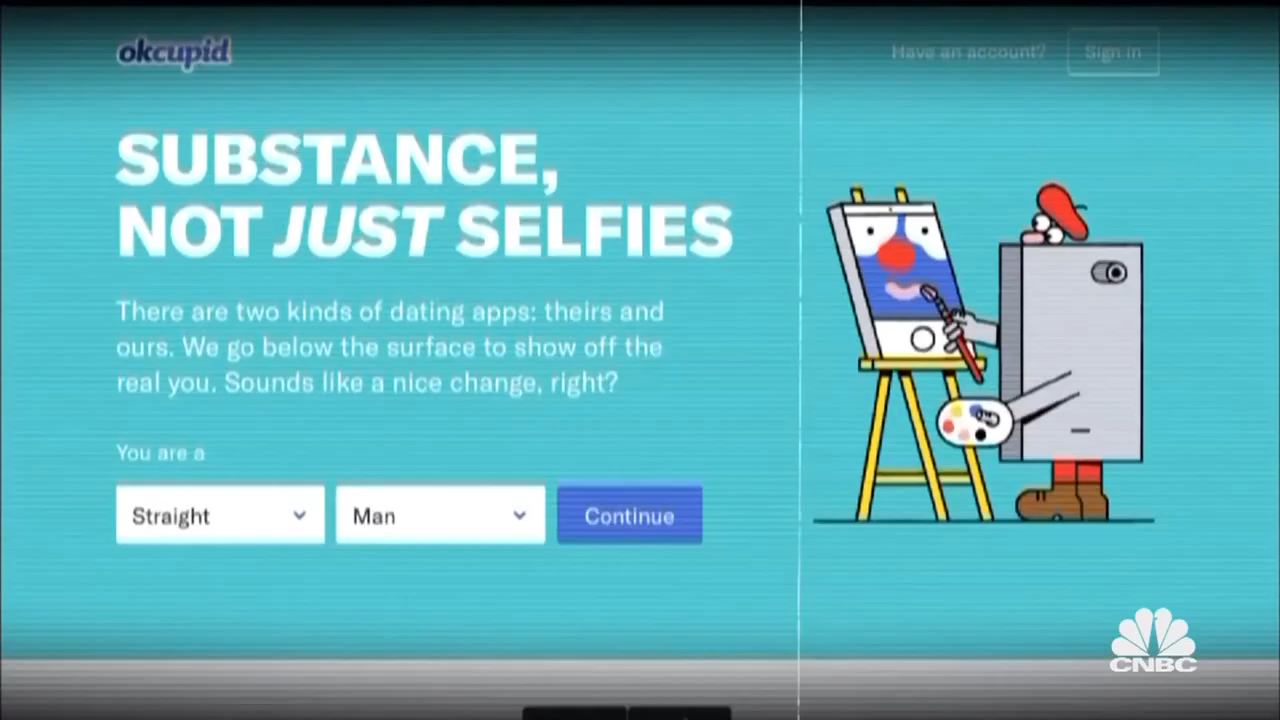 okcupid
Have an account?
Sign in
SUBSTANCE,
NOT JUST SELFIES
There are two kinds of dating apps: theirs and
ours. We go below the surface to show off the
real you. Sounds like a nice change, right?
You are a
Straight
Man
Continue
CNBC